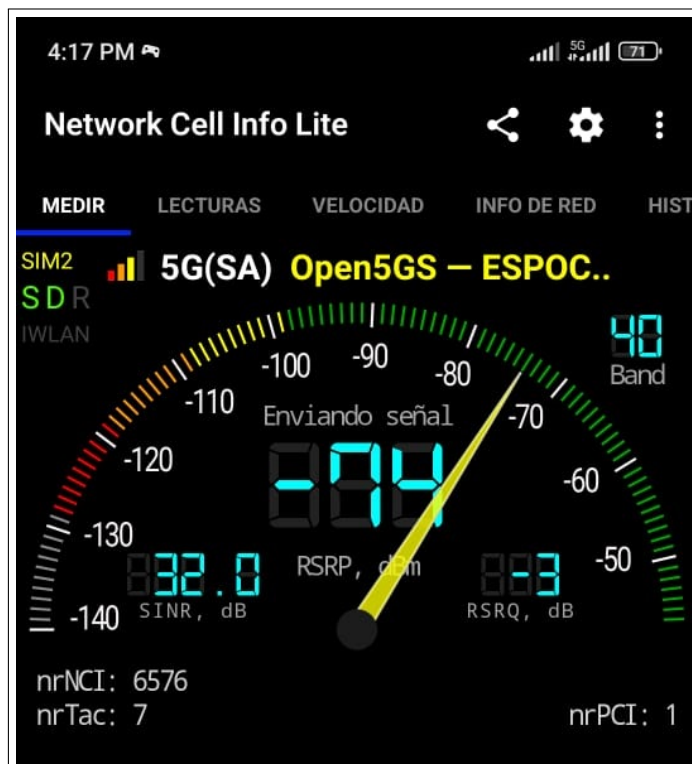 4:17 PM 5G 71
Network Cell Info Lite
MEDIR LECTURAS VELOCIDAD INFO DE RED HIST
SIM2 5G(SA) Open5GS – ESPOC..
SDR
IWLAN
40
Band
-140 -130 -120 -110 -100 -90 -80 -70 -60 -50
Enviando señal
-74
RSRP, dBm
32.0
SINR, dB
-3
RSRQ, dB
nrNCI: 6576
nrTac: 7 nrPCI: 1